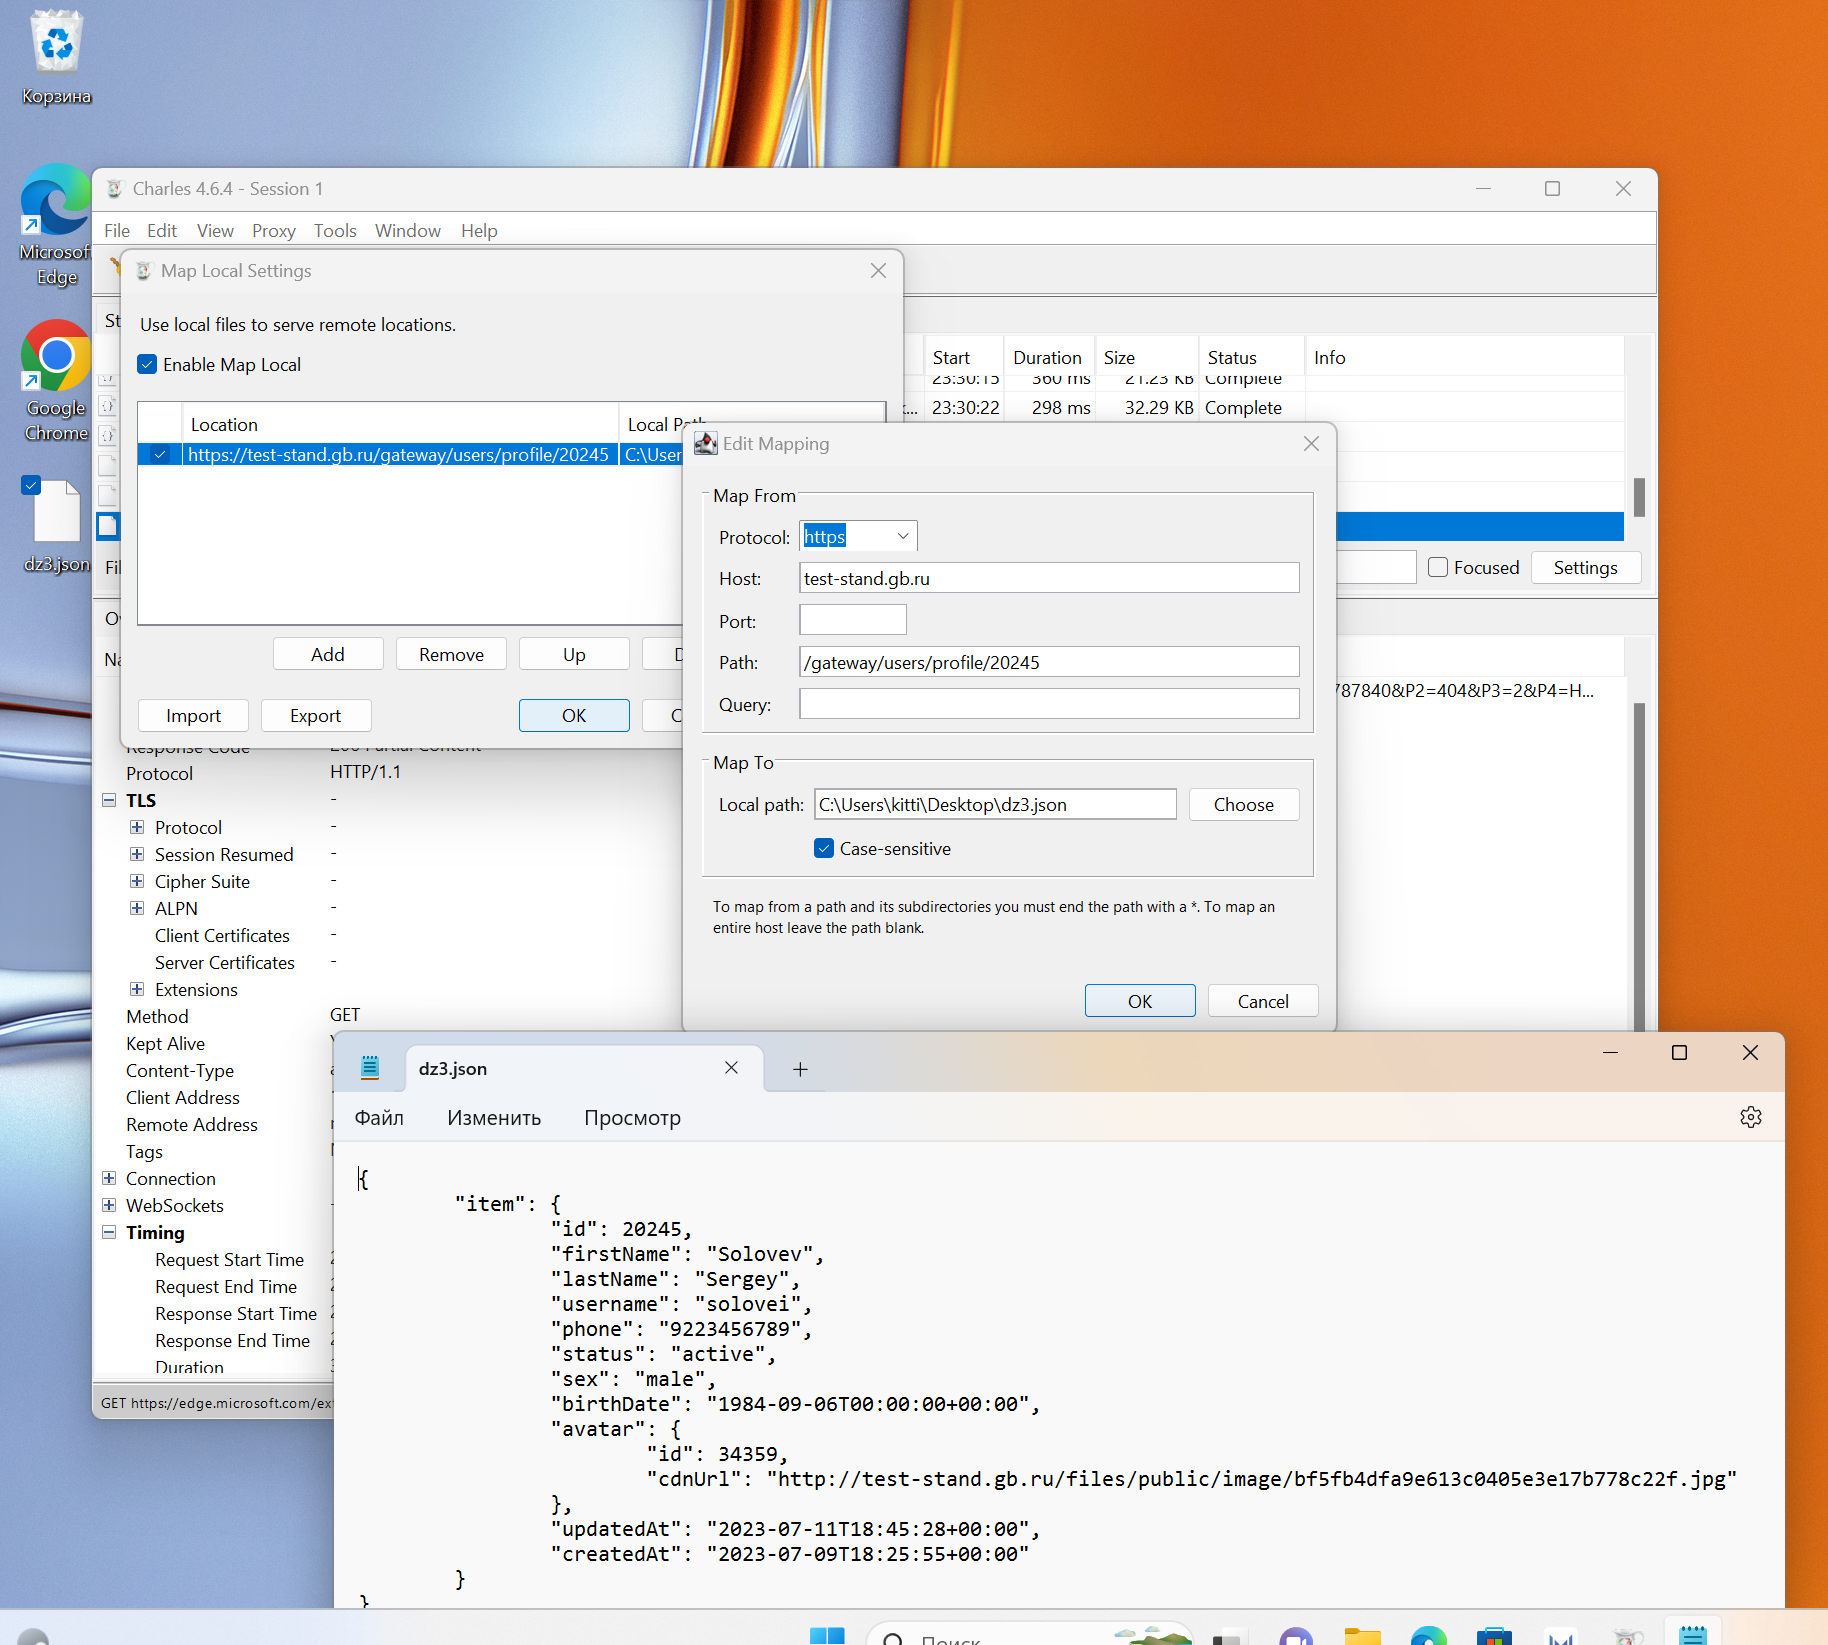 Корзина
Microsof
Edge
Google
Chrome
dz3.json
Charles 4.6.4 - Session 1
File Edit View Proxy Tools Window Help
Map Local Settings
Use local files to serve remote locations.
Enable Map Local
Location Local Path
https://test-stand.gb.ru/gateway/users/profile/20245 C:\User
Add Remove Up D
Import Export OK C
Start Duration Size Status Info
23:30:15 360 ms 21.23 KB Complete
23:30:22 298 ms 32.29 KB Complete
Focused Settings
787840&P2=404&P3=2&P4=H...
Edit Mapping
Map From
Protocol: https
Host: test-stand.gb.ru
Port:
Path: /gateway/users/profile/20245
Query:
Map To
Local path: C:\Users\kitti\Desktop\dz3.json Choose
Case-sensitive
To map from a path and its subdirectories you must end the path with a *. To map an
entire host leave the path blank.
OK Cancel
Response Code 206 Partial Content
Protocol HTTP/1.1
TLS -
Protocol -
Session Resumed -
Cipher Suite -
ALPN -
Client Certificates -
Server Certificates -
Extensions
Method GET
Kept Alive
Content-Type
Client Address
Remote Address
Tags
Connection
WebSockets
Timing
Request Start Time
Request End Time
Response Start Time
Response End Time
Duration
GET https://edge.microsoft.com/ext
dz3.json
Файл Изменить Просмотр
{
"item": {
"id": 20245,
"firstName": "Solovev",
"lastName": "Sergey",
"username": "solovei",
"phone": "9223456789",
"status": "active",
"sex": "male",
"birthDate": "1984-09-06T00:00:00+00:00",
"avatar": {
"id": 34359,
"cdnUrl": "http://test-stand.gb.ru/files/public/image/bf5fb4dfa9e613c0405e3e17b778c22f.jpg"
},
"updatedAt": "2023-07-11T18:45:28+00:00",
"createdAt": "2023-07-09T18:25:55+00:00"
}
}
Поиск